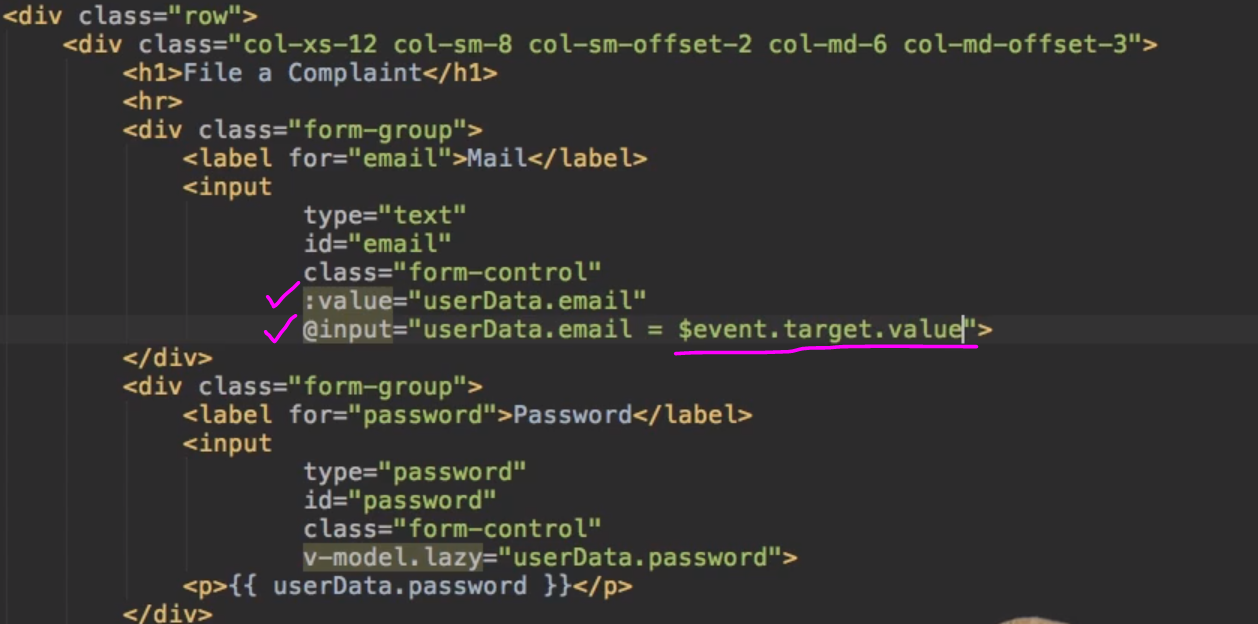 <div class="row">
<div class="col-xs-12 col-sm-8 col-sm-offset-2 col-md-6 col-md-offset-3">
<h1>File a Complaint</h1>
<hr>
<div class="form-group">
<label for="email">Mail</label>
<input
type="text"
id="email"
class="form-control"
:value="userData.email"
@input="userData.email = $event.target.value">
</div>
<div class="form-group">
<label for="password">Password</label>
<input
type="password"
id="password"
class="form-control"
v-model.lazy="userData.password">
<p>{{ userData.password }}</p>
</div>